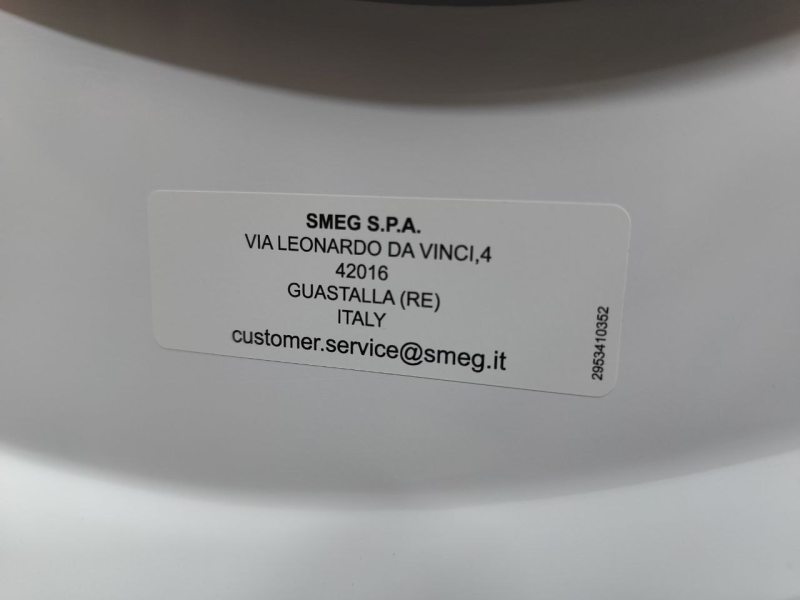 SMEG S.P.A.
VIA LEONARDO DA VINCI,4
42016
GUASTALLA (RE)
ITALY
customer.service@smeg.it
2953410352